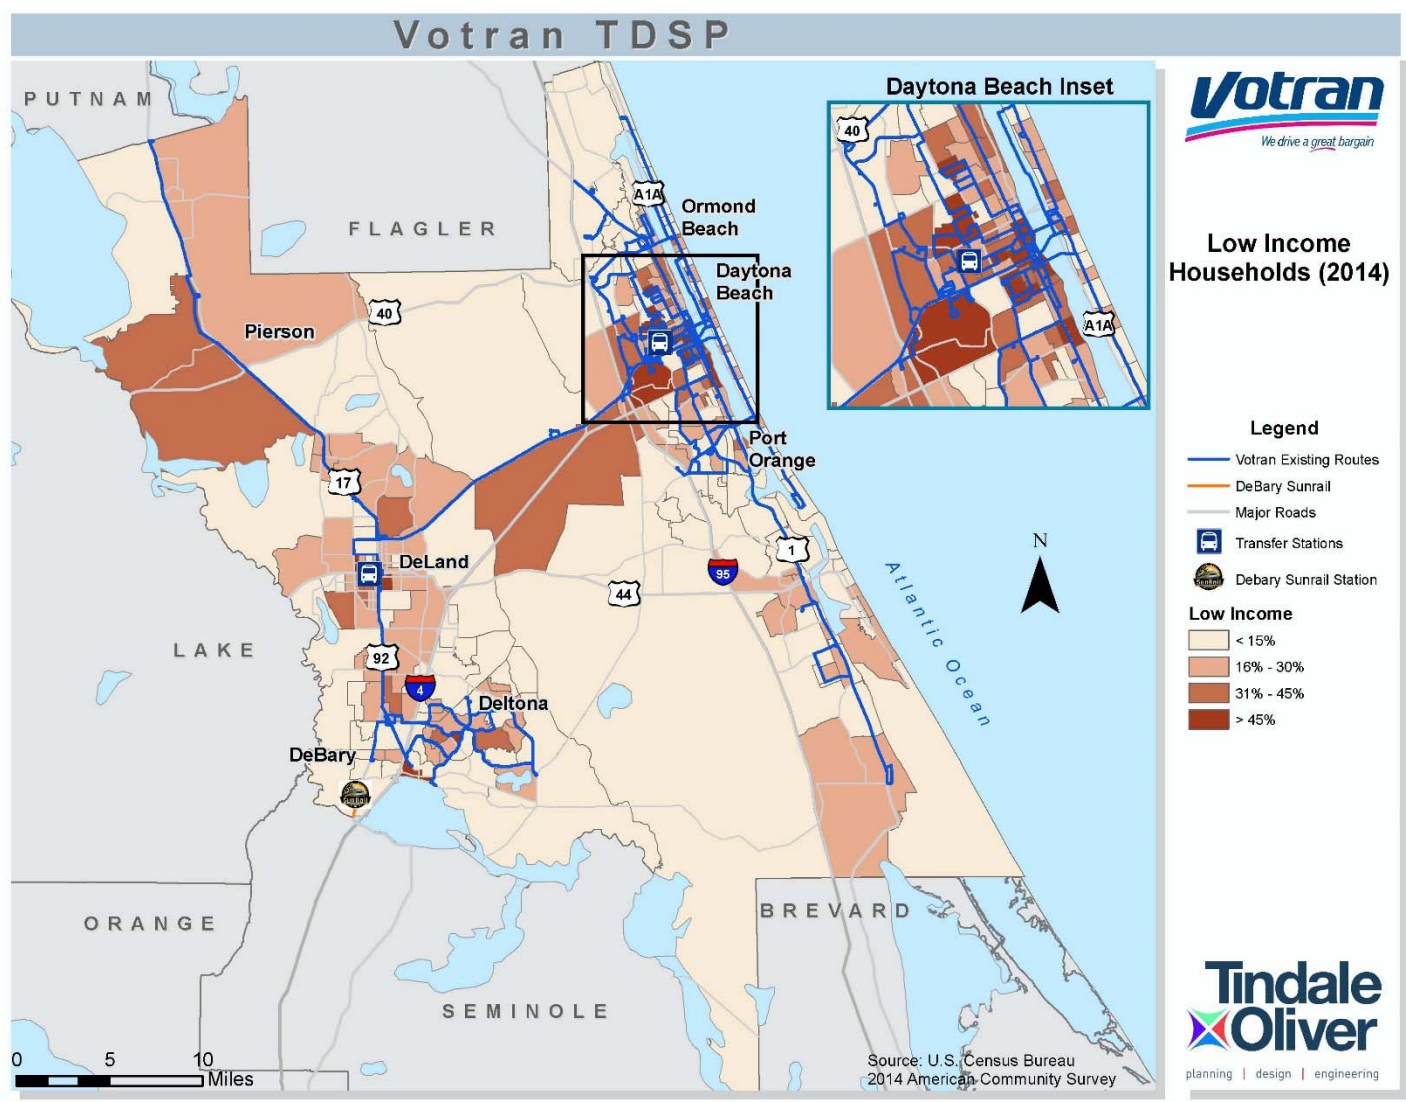 Votran TDSP
PUTNAM
FLAGLER
LAKE
ORANGE
SEMINOLE
BREVARD
Pierson
DeLand
Deltona
DeBary
Ormond
Beach
Daytona
Beach
Port
Orange
A1A
40
17
92
4
44
95
1
Atlantic Ocean
SunRail
Daytona Beach Inset
40
A1A
N
0 5 10
Miles
Source: U.S. Census Bureau
2014 American Community Survey
Votran
We drive a great bargain
Low Income
Households (2014)
Legend
Votran Existing Routes
DeBary Sunrail
Major Roads
Transfer Stations
SunRail
Debary Sunrail Station
Low Income
< 15%
16% - 30%
31% - 45%
> 45%
Tindale
Oliver
planning | design | engineering